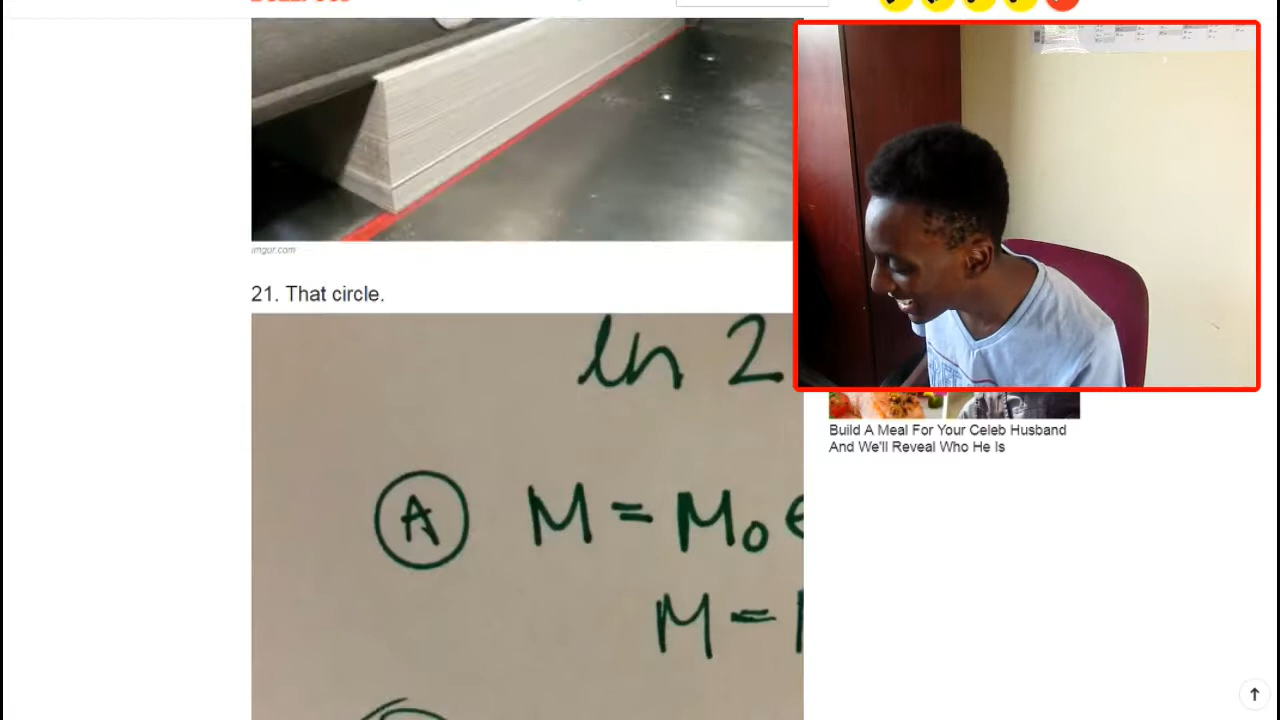 imgur.com
21. That circle.
ln 2
A M = M₀ e
M =
Build A Meal For Your Celeb Husband
And We'll Reveal Who He Is